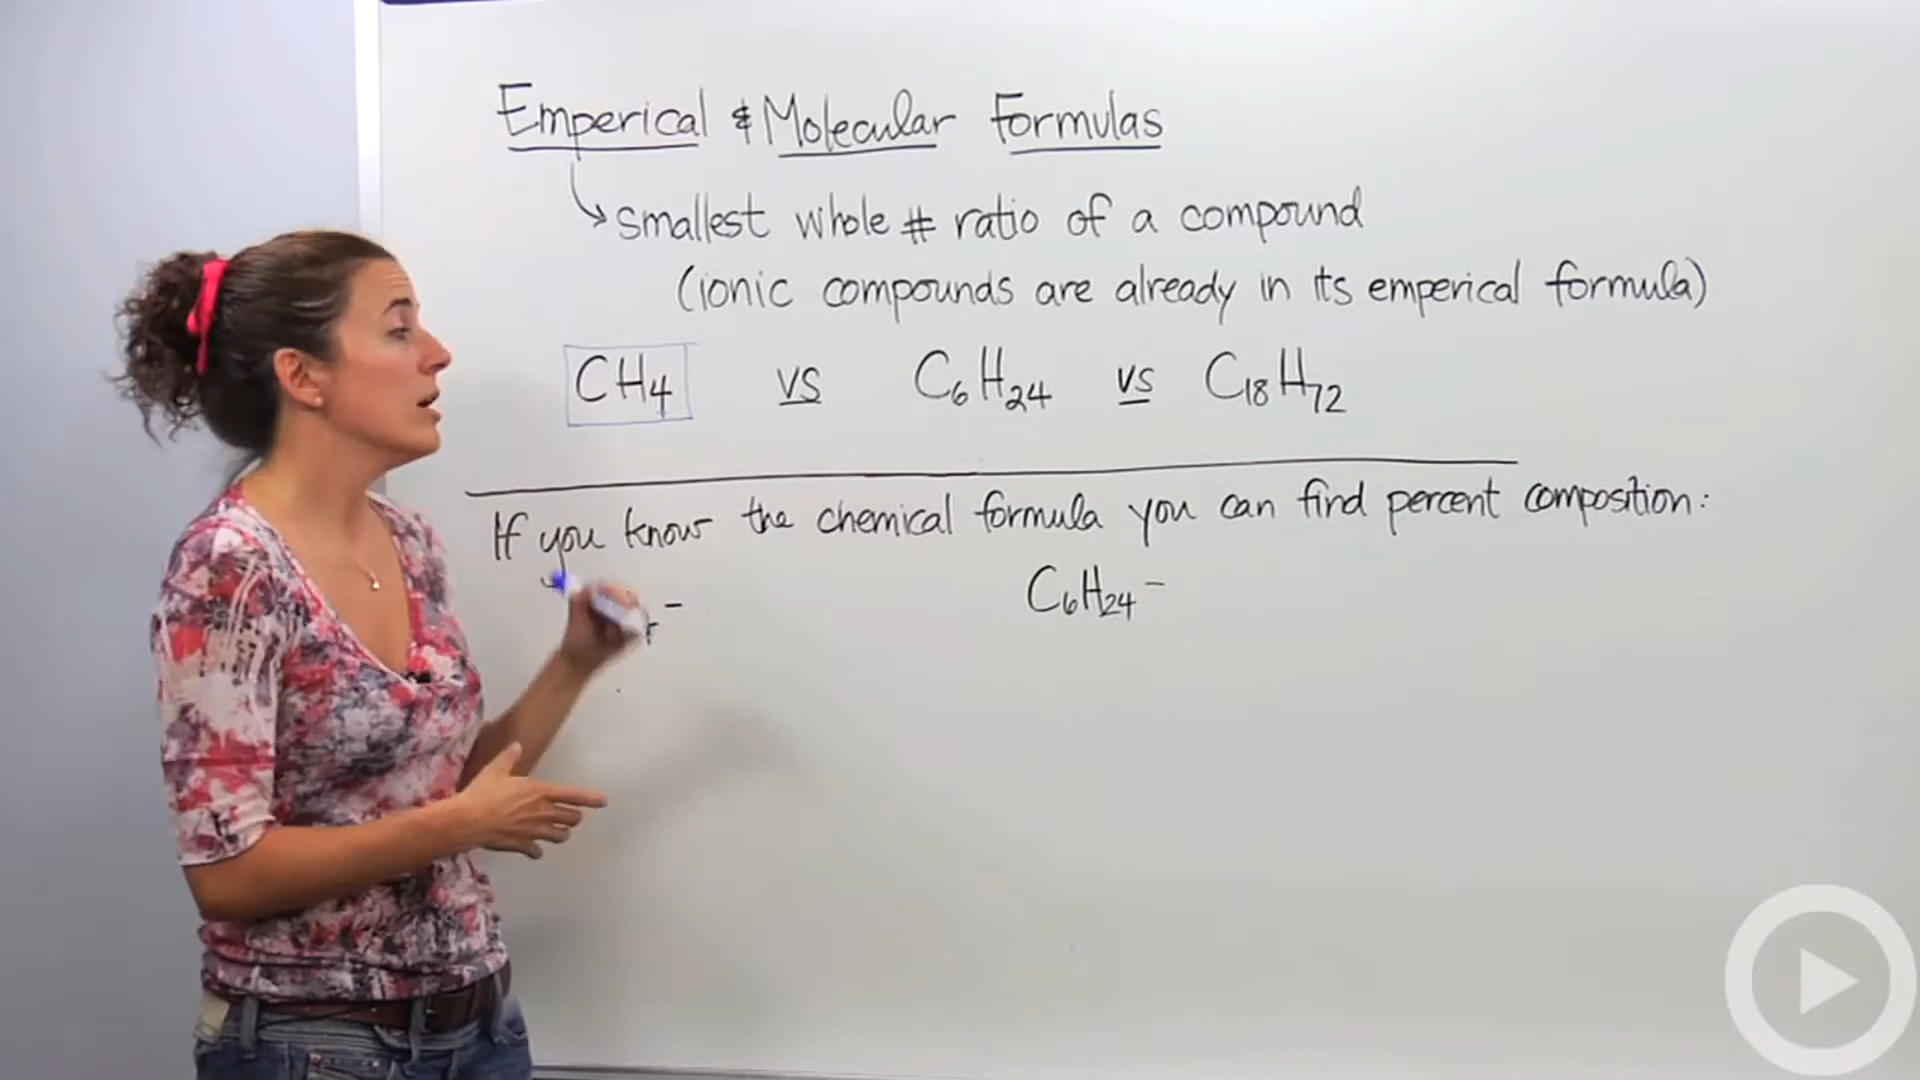 Emperical & Molecular Formulas
smallest whole # ratio of a compound
(ionic compounds are already in its emperical formula)
CH₄ vs C₆H₂₄ vs C₁₈H₇₂
If you know the chemical formula you can find percent composition:
- C₆H₂₄ -